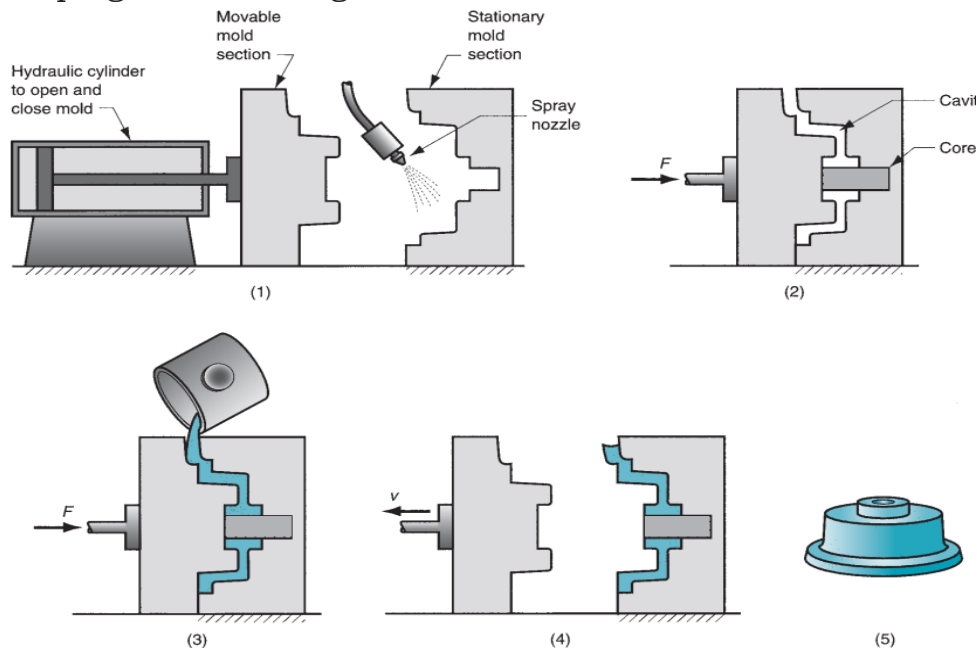 Movable
mold
section
Stationary
mold
section
Hydraulic cylinder
to open and
close mold
Spray
nozzle
Cavit
Core
F
(1)
(2)
F
v
(3)
(4)
(5)